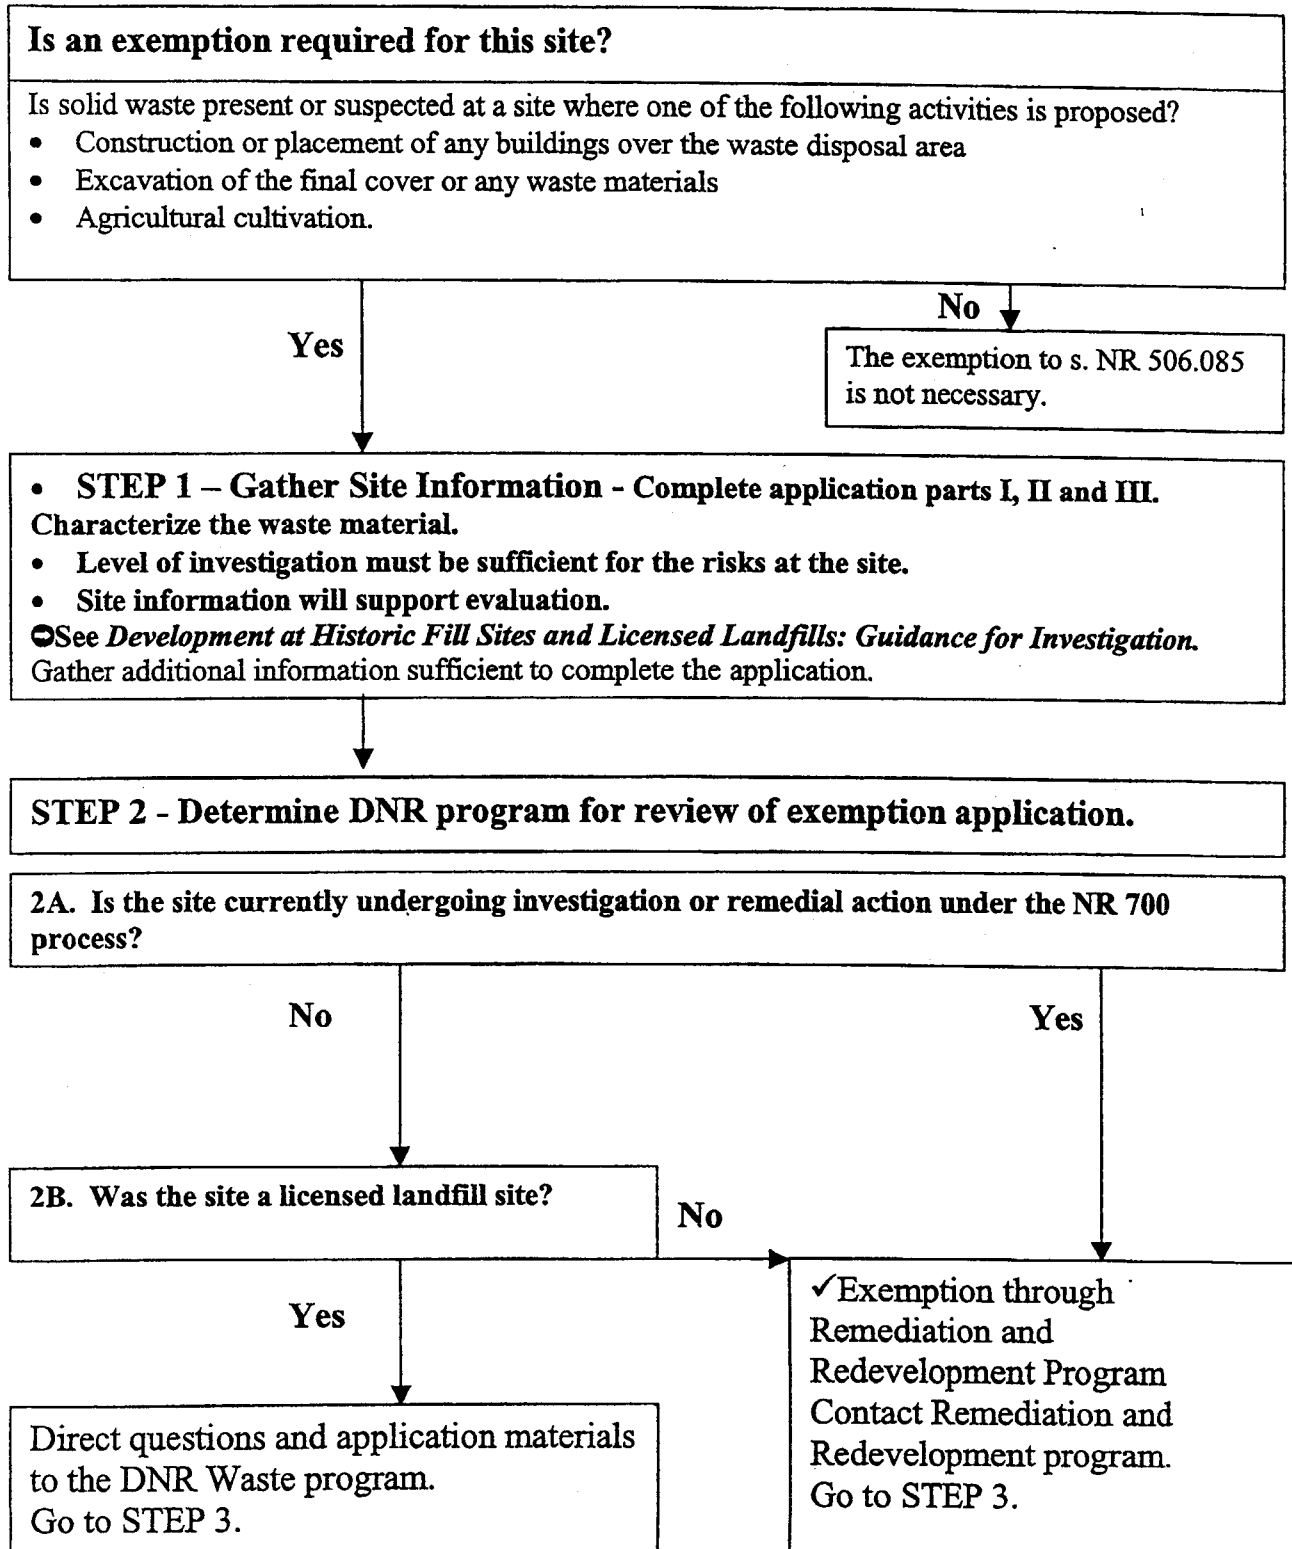 Is an exemption required for this site?
Is solid waste present or suspected at a site where one of the following activities is proposed?
• Construction or placement of any buildings over the waste disposal area
• Excavation of the final cover or any waste materials
• Agricultural cultivation.
No
Yes
The exemption to s. NR 506.085
is not necessary.
• STEP 1 – Gather Site Information - Complete application parts I, II and III.
Characterize the waste material.
• Level of investigation must be sufficient for the risks at the site.
• Site information will support evaluation.
➲See Development at Historic Fill Sites and Licensed Landfills: Guidance for Investigation.
Gather additional information sufficient to complete the application.
STEP 2 - Determine DNR program for review of exemption application.
2A. Is the site currently undergoing investigation or remedial action under the NR 700
process?
No
Yes
2B. Was the site a licensed landfill site?
No
Yes
✓Exemption through
Remediation and
Redevelopment Program
Contact Remediation and
Redevelopment program.
Go to STEP 3.
Direct questions and application materials
to the DNR Waste program.
Go to STEP 3.